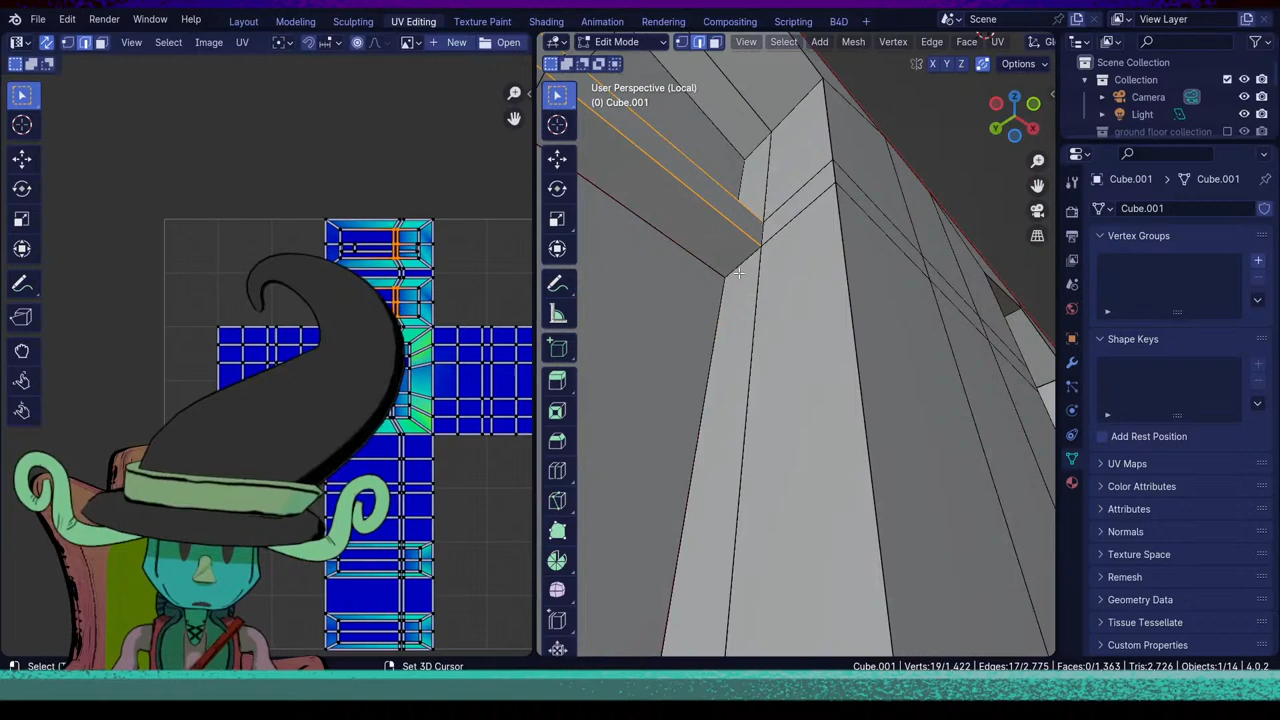 File Edit Render Window Help Layout Modeling Sculpting UV Editing Texture Paint Shading Animation Rendering Compositing Scripting B4D + Scene View Layer
View Select Image UV New Open
Edit Mode View Select Add Mesh Vertex Edge Face UV
X Y Z Options
User Perspective (Local)
(0) Cube.001
Z
Y
X
Scene Collection
Collection
Camera
Light
ground floor collection
Cube.001 > Cube.001
Cube.001
Vertex Groups
Shape Keys
Add Rest Position
UV Maps
Color Attributes
Attributes
Normals
Texture Space
Remesh
Geometry Data
Texture Tessellate
Custom Properties
Select (T
Set 3D Cursor
Cube.001 | Verts:19/1,422 | Edges:17/2,775 | Faces:0/1,363 | Tris:2,726 | Objects:1/14 | 4.0.2